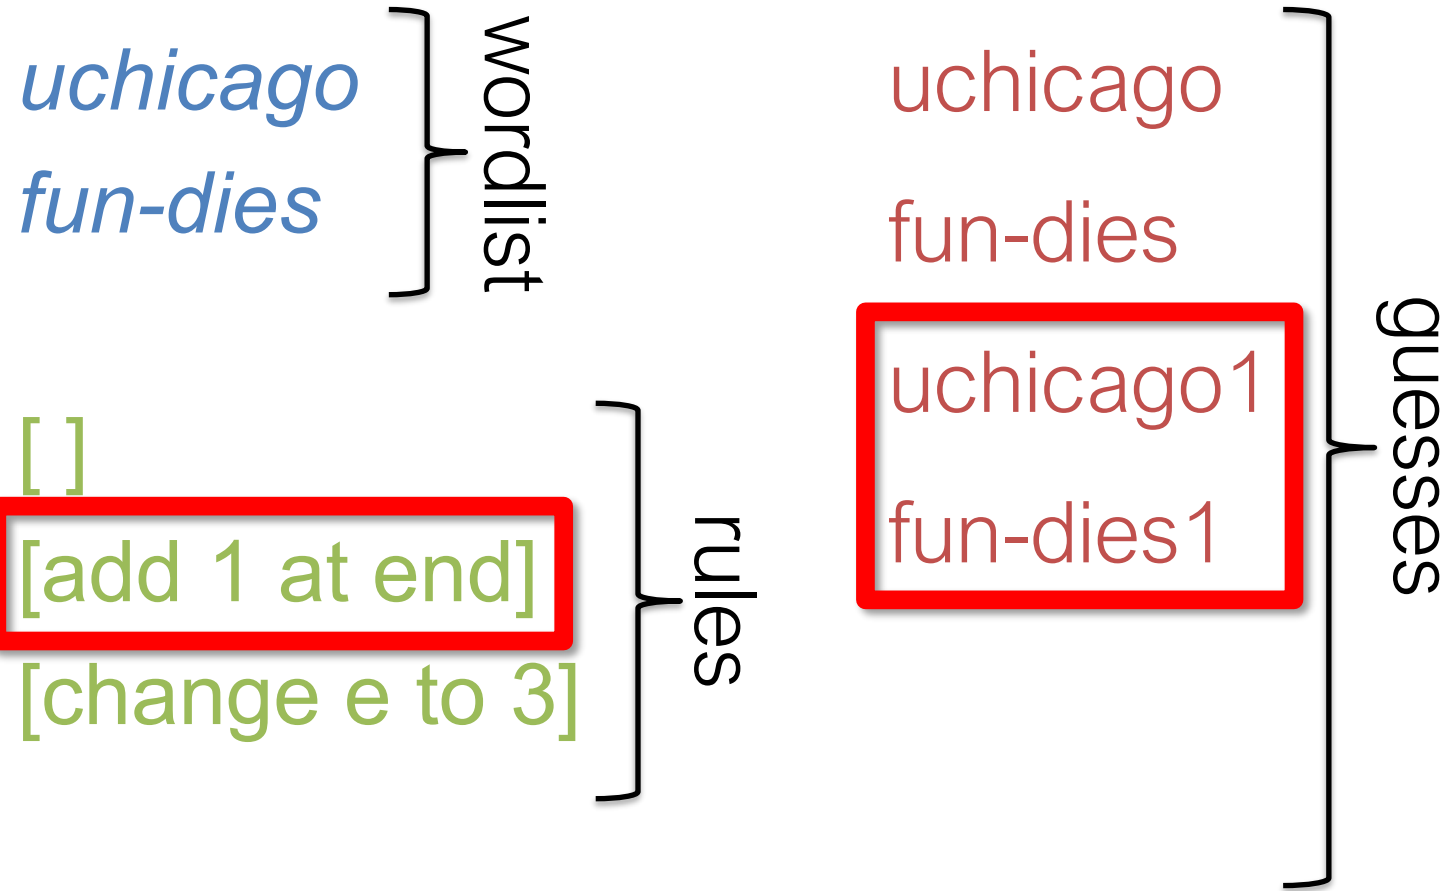 uchicago
fun-dies
wordlist
[ ]
[add 1 at end]
[change e to 3]
rules
uchicago
fun-dies
uchicago1
fun-dies1
guesses